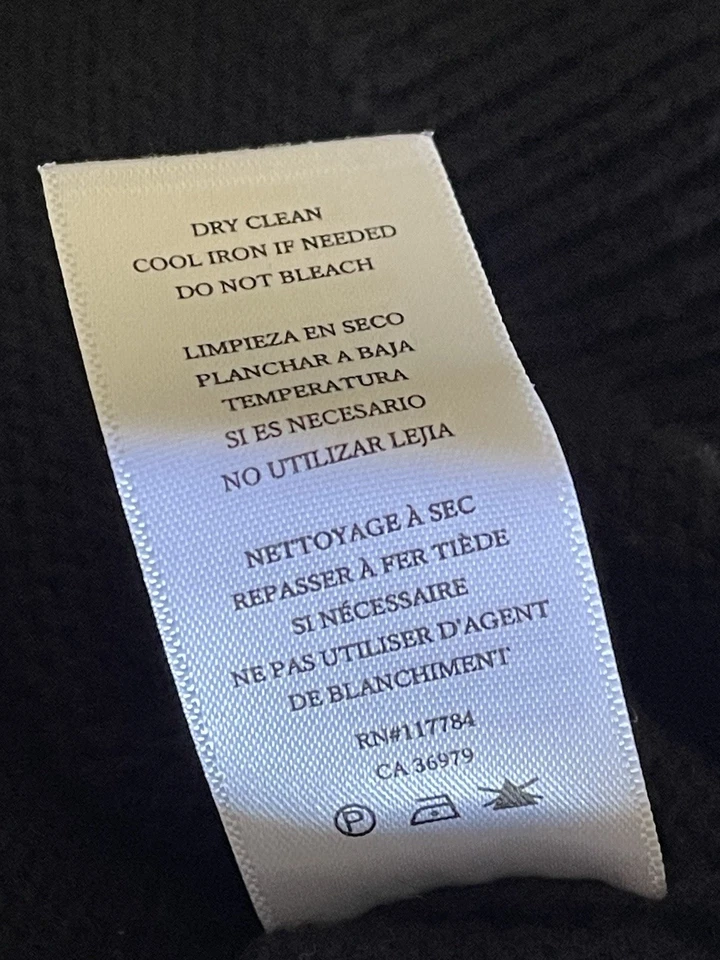 DRY CLEAN
COOL IRON IF NEEDED
DO NOT BLEACH
LIMPIEZA EN SECO
PLANCHAR A BAJA
TEMPERATURA
SI ES NECESARIO
NO UTILIZAR LEJIA
NETTOYAGE À SEC
REPASSER À FER TIÈDE
SI NÉCESSAIRE
NE PAS UTILISER D'AGENT
DE BLANCHIMENT
RN#117784
CA 36979
P